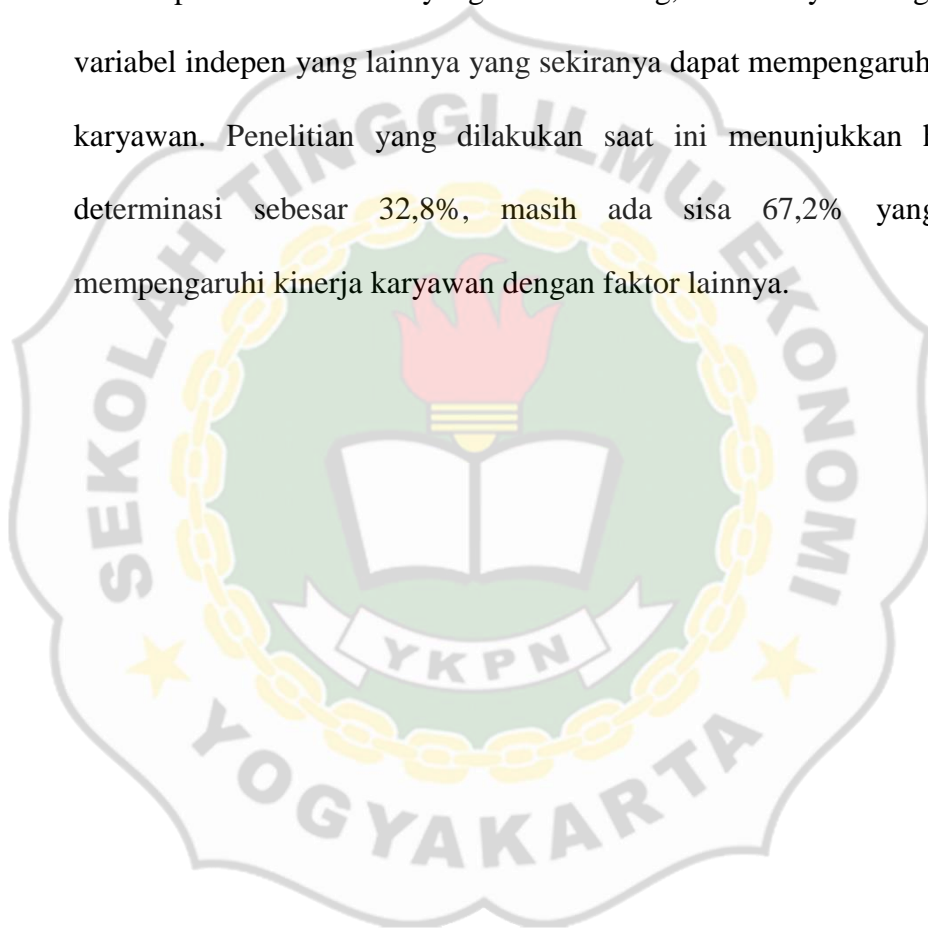 variabel indepen yang lainnya yang sekiranya dapat
karyawan. Penelitian yang dilakukan saat ini menunjukkan
determinasi sebesar 32,8%, masih ada sisa 67,2% yang
mempengaruhi kinerja karyawan dengan faktor lainnya.
SEKOLAH TINGGI ILMU EKONOMI
YKPN
YOGYAKARTA